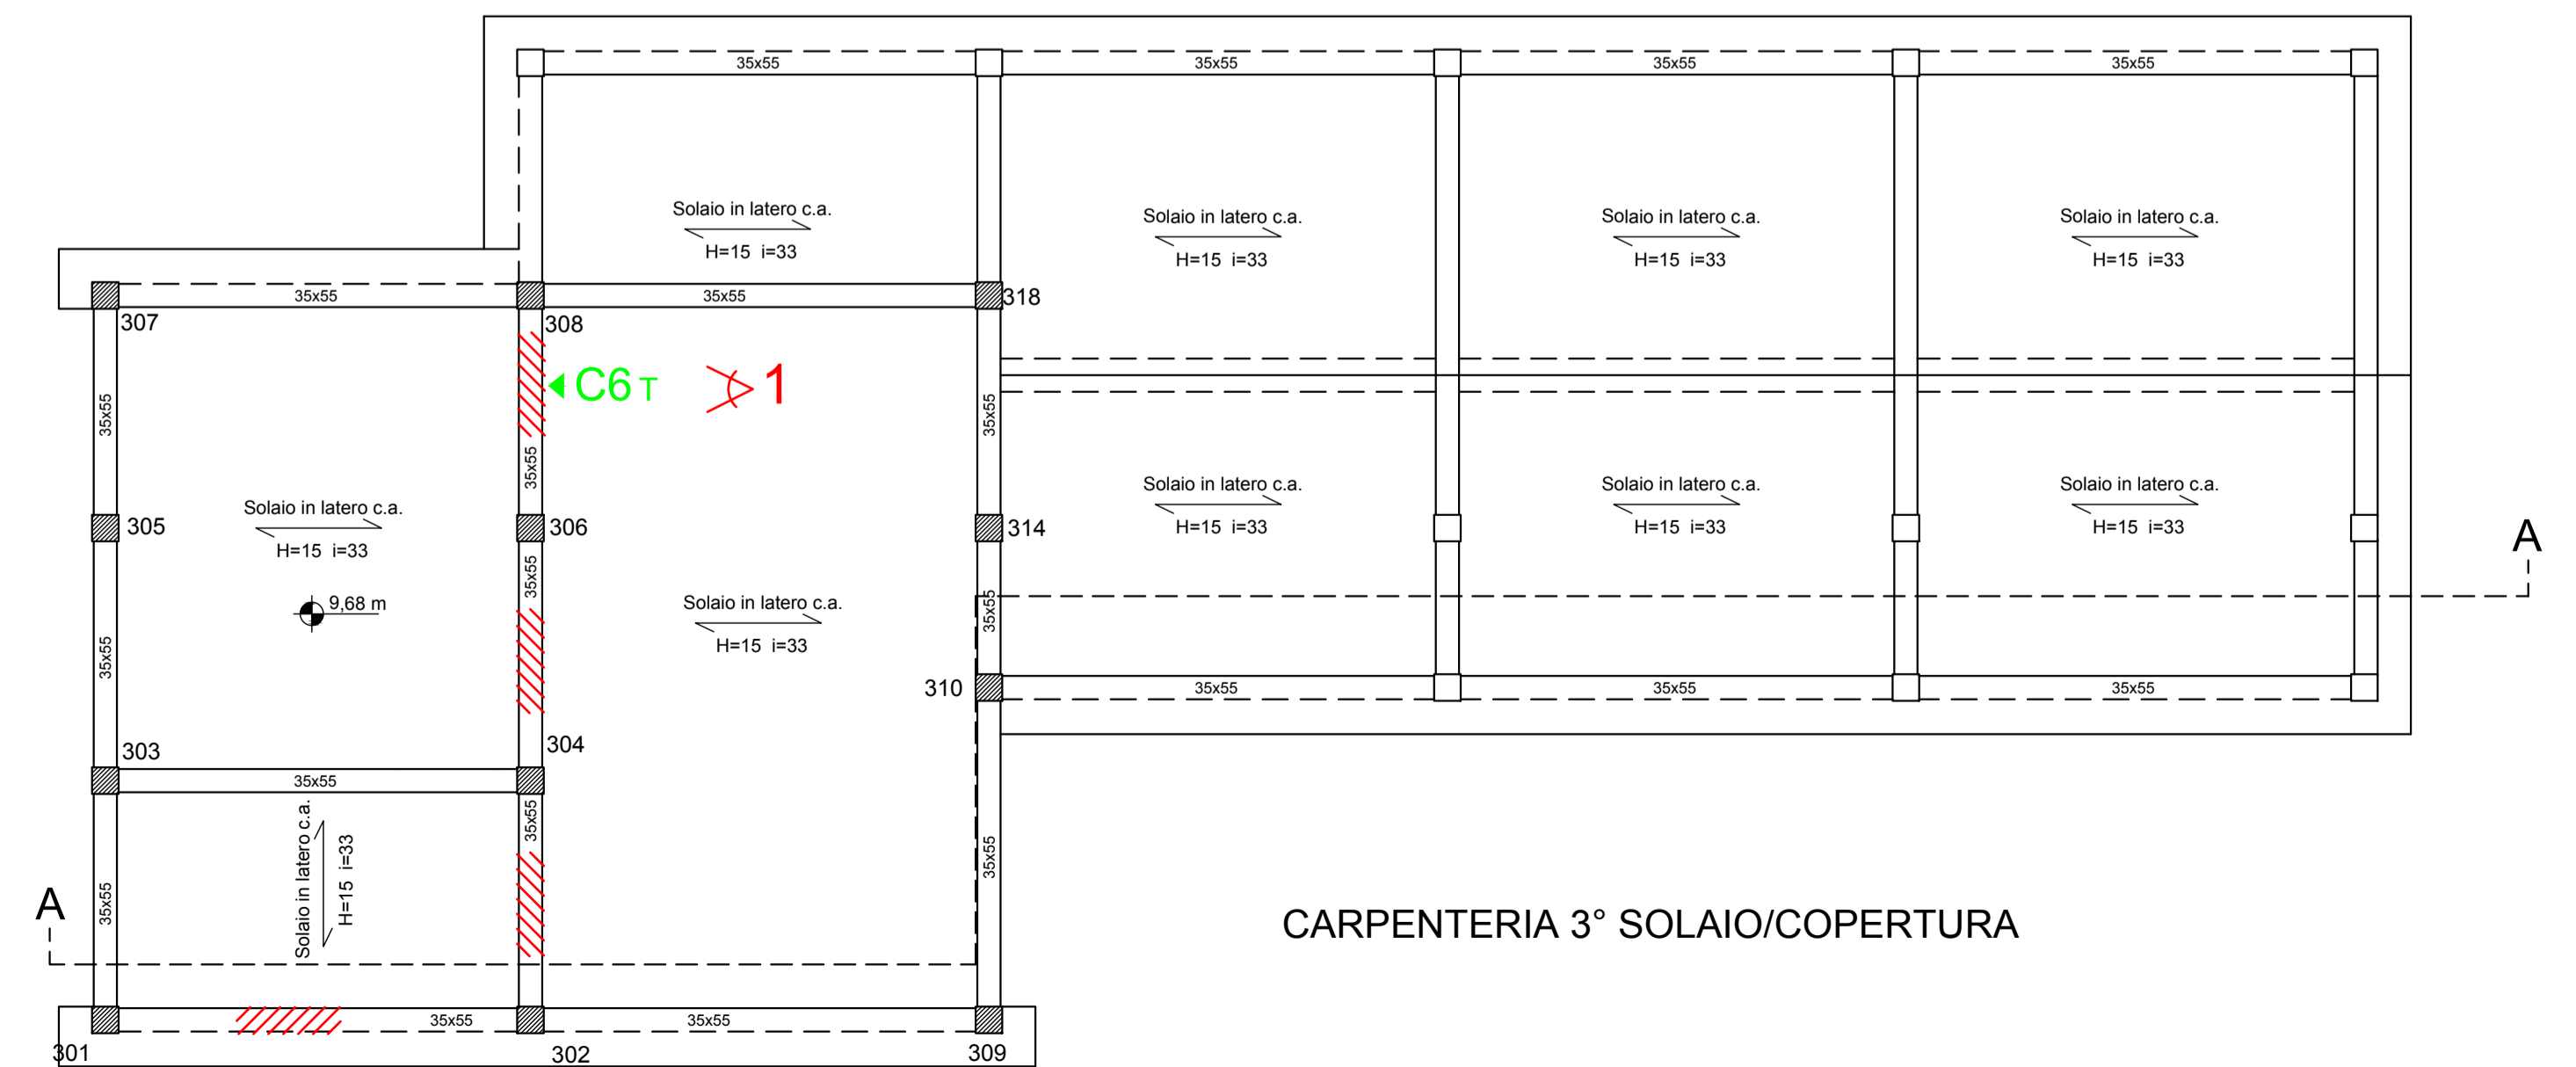 35x55
35x55
35x55
35x55
Solaio in latero c.a.
H=15 i=33
Solaio in latero c.a.
H=15 i=33
Solaio in latero c.a.
H=15 i=33
Solaio in latero c.a.
H=15 i=33
35x55
35x55
318
307
308
C6 T
1
35x55
35x55
35x55
Solaio in latero c.a.
H=15 i=33
Solaio in latero c.a.
H=15 i=33
Solaio in latero c.a.
H=15 i=33
Solaio in latero c.a.
H=15 i=33
305
306
314
A
35x55
35x55
9,68 m
Solaio in latero c.a.
H=15 i=33
35x55
310
35x55
35x55
35x55
303
304
35x55
35x55
35x55
35x55
Solaio in latero c.a.
H=15 i=33
A
CARPENTERIA 3° SOLAIO/COPERTURA
35x55
35x55
301
302
309